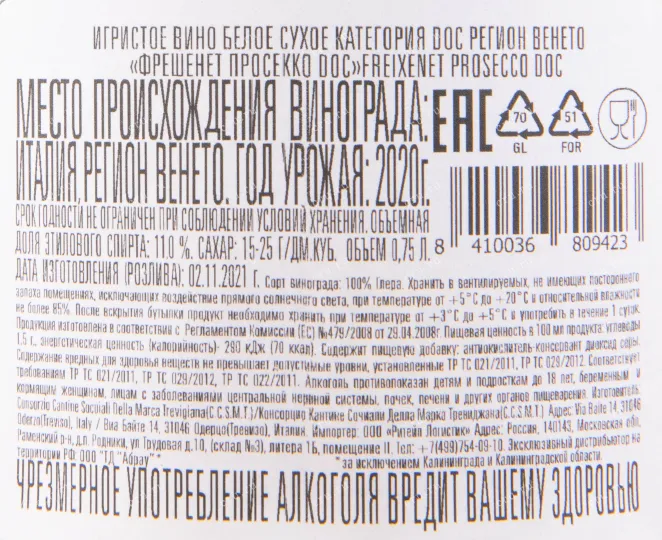 ИГРИСТОЕ ВИНО БЕЛОЕ СУХОЕ КАТЕГОРИЯ DOC РЕГИОН ВЕНЕТО
«ФРЕШЕНЕТ ПРОСЕККО DOC»FREIXENET PROSECCO DOC
МЕСТО ПРОИСХОЖДЕНИЯ ВИНОГРАДА:
ИТАЛИЯ, РЕГИОН ВЕНЕТО. ГОД УРОЖАЯ: 2020г.
EAC
70
GL
51
FOR
СРОК ГОДНОСТИ НЕ ОГРАНИЧЕН ПРИ СОБЛЮДЕНИИ УСЛОВИЙ ХРАНЕНИЯ. ОБЪЕМНАЯ
ДОЛЯ ЭТИЛОВОГО СПИРТА: 11,0 %. САХАР: 15-25 Г/ДМ.КУБ. ОБЪЕМ 0,75 Л.
8 410036 809423
ДАТА ИЗГОТОВЛЕНИЯ (РОЗЛИВА): 02.11.2021 г. Сорт винограда: 100% Глера. Хранить в вентилируемых, не имеющих постороннего
запаха помещениях, исключающих воздействие прямого солнечного света, при температуре от +5°С до +20°С и относительной влажности
не более 85%. После вскрытия бутылки продукт необходимо хранить при температуре от +3°С до +5°С и употребить в течение 1 суток.
Продукция изготовлена в соответствии с Регламентом Комиссии (ЕС) №479/2008 от 29.04.2008г. Пищевая ценность в 100 мл продукта: углеводы
1,5 г., энергетическая ценность (калорийность)- 290 кДж (70 ккал). Содержит пищевую добавку: антиокислитель-консервант диоксид серы.
Содержание вредных для здоровья веществ не превышает допустимые уровни, установленные ТР ТС 021/2011, ТР ТС 029/2012. Соответствует
требованиям ТР ТС 021/2011, ТР ТС 029/2012, ТР ТС 022/2011. Алкоголь противопоказан детям и подросткам до 18 лет, беременным и
кормящим женщинам, лицам с заболеваниями центральной нервной системы, почек, печени и других органов пищеварения. Изготовитель:
Consorzio Cantine Sociali Della Marca Trevigiana(C.C.S.M.T.)/Консорцио Кантине Сочиали Делла Марка Тревиджана(C.C.S.M.T.) Адрес: Via Baite 14, 31046
Oderzo(Treviso), Italy / Виа Байте 14, 31046 Одерцо(Тревизо), Италия. Импортер: ООО «Ритейл Логистик» Адрес: Россия, 140143, Московская обл,
Раменский р-н, д.п. Родники, ул Трудовая д.10, (склад №3), литера 1Б, помещение II. Тел: +7(499)754-09-10. Эксклюзивный дистрибутор на
территории РФ: ООО "ТД "Абрау"* *за исключением Калининграда и Калининградской области.
ЧРЕЗМЕРНОЕ УПОТРЕБЛЕНИЕ АЛКОГОЛЯ ВРЕДИТ ВАШЕМУ ЗДОРОВЬЮ